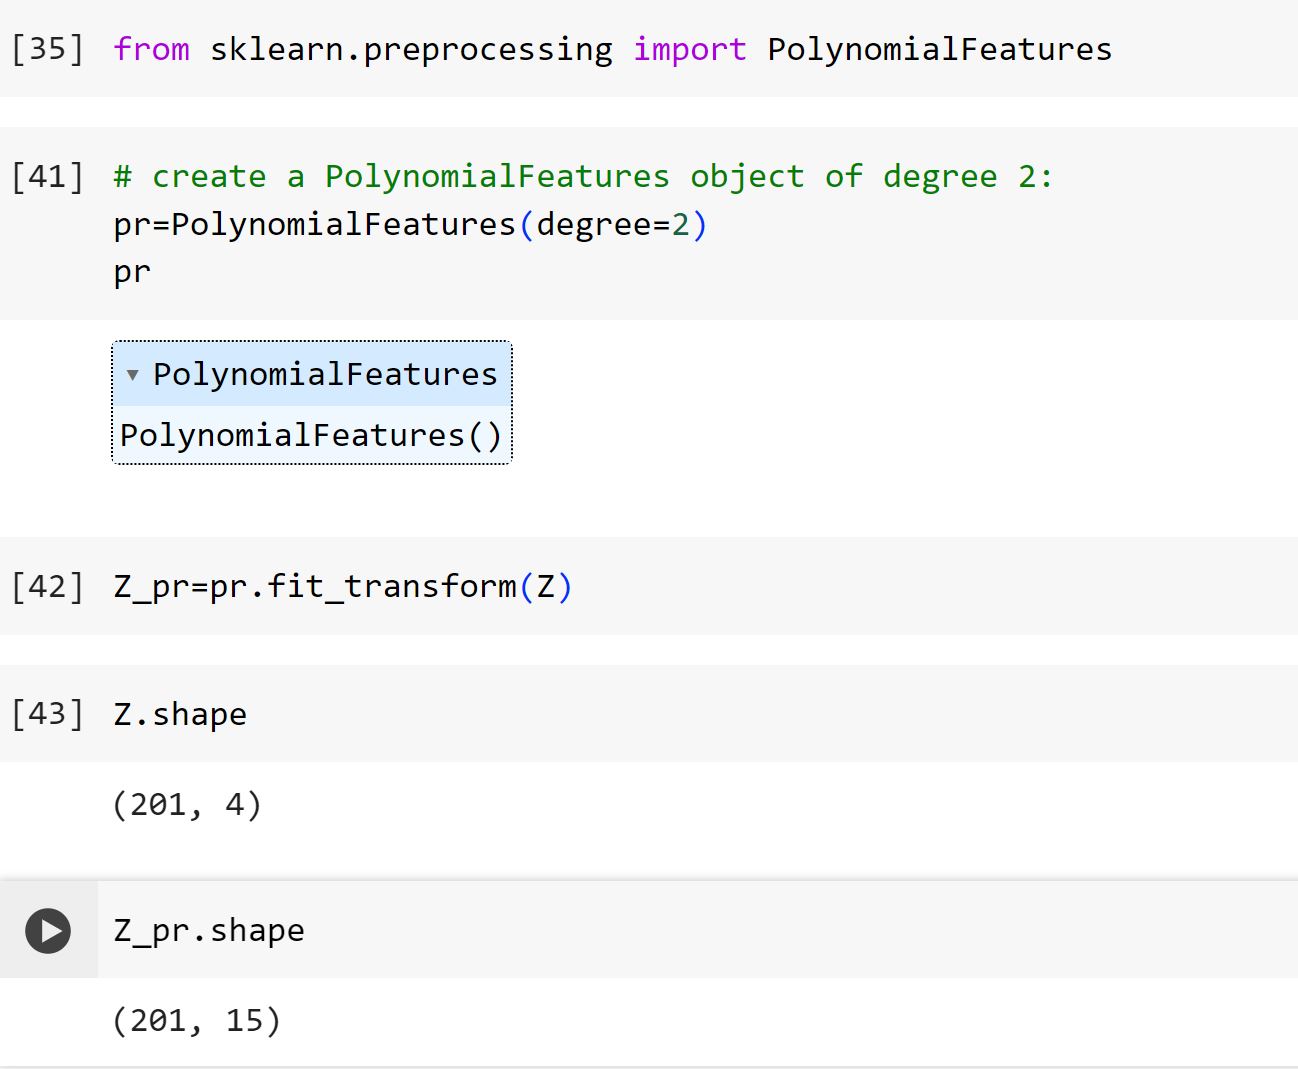 [35] from sklearn.preprocessing import PolynomialFeatures
[41] # create a PolynomialFeatures object of degree 2:
pr=PolynomialFeatures(degree=2)
pr
▾ PolynomialFeatures
PolynomialFeatures()
[42] Z_pr=pr.fit_transform(Z)
[43] Z.shape
(201, 4)
Z_pr.shape
(201, 15)